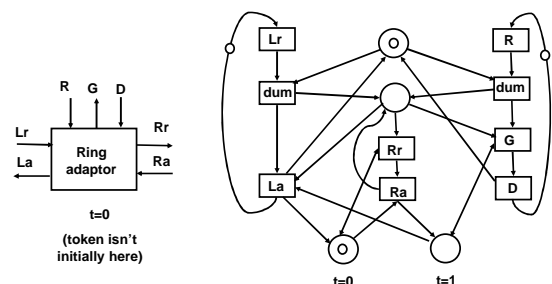 R G D
Lr
La
Ring
adaptor
Rr
Ra
t=0
(token isn't
initially here)
Lr
dum
La
Rr
Ra
R
dum
G
D
t=0
t=1